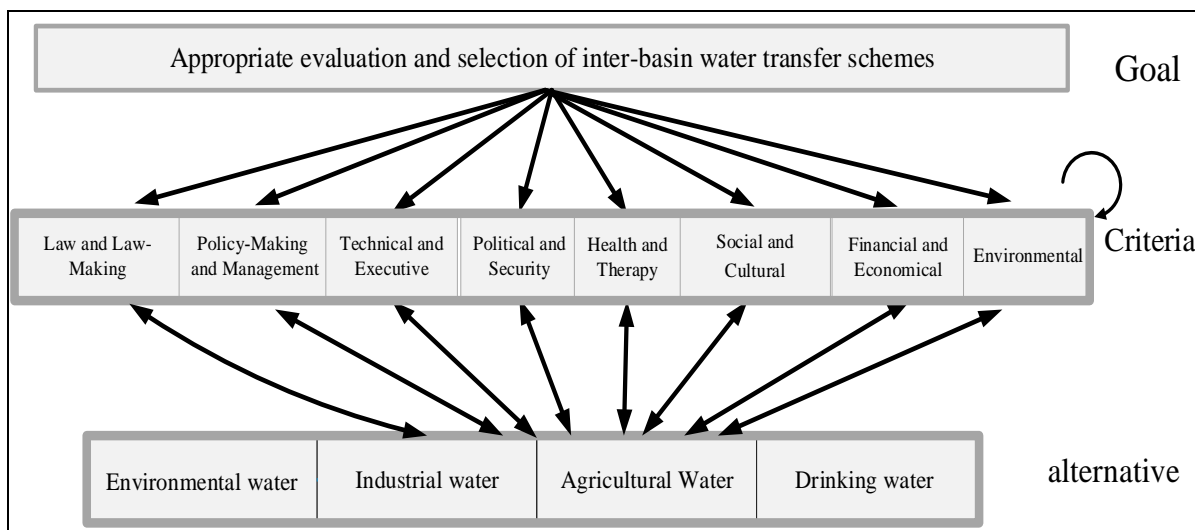 Appropriate evaluation and selection of inter-basin water transfer schemes
Goal
Law and Law-
Making
Policy-Making
and Management
Technical and
Executive
Political and
Security
Health and
Therapy
Social and
Cultural
Financial and
Economical
Environmental
Criteria
Environmental water
Industrial water
Agricultural Water
Drinking water
alternative